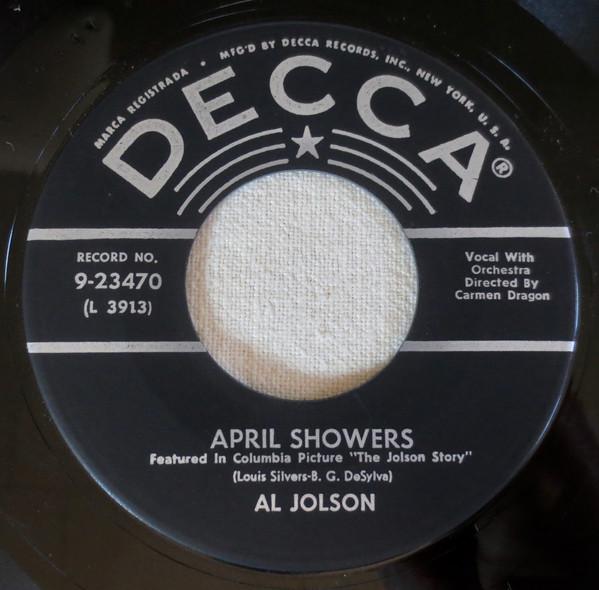 MARCA REGISTRADA • MFG'D BY DECCA RECORDS, INC., NEW YORK, U. S. A.
DECCA®
RECORD NO.
9-23470
(L 3913)
Vocal With
Orchestra
Directed By
Carmen Dragon
APRIL SHOWERS
Featured In Columbia Picture "The Jolson Story"
(Louis Silvers-B. G. DeSylva)
AL JOLSON